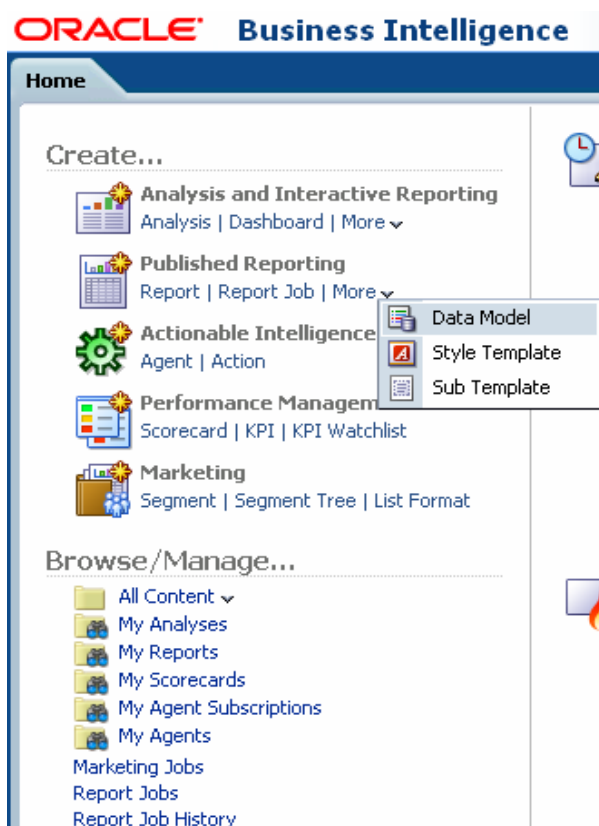 ORACLE® Business Intelligence
Home
Create...
Analysis and Interactive Reporting
Analysis | Dashboard | More
Published Reporting
Report | Report Job | More
Data Model
Style Template
Sub Template
Actionable Intelligence
Agent | Action
Performance Managem
Scorecard | KPI | KPI Watchlist
Marketing
Segment | Segment Tree | List Format
Browse/Manage...
All Content
My Analyses
My Reports
My Scorecards
My Agent Subscriptions
My Agents
Marketing Jobs
Report Jobs
Report Job History